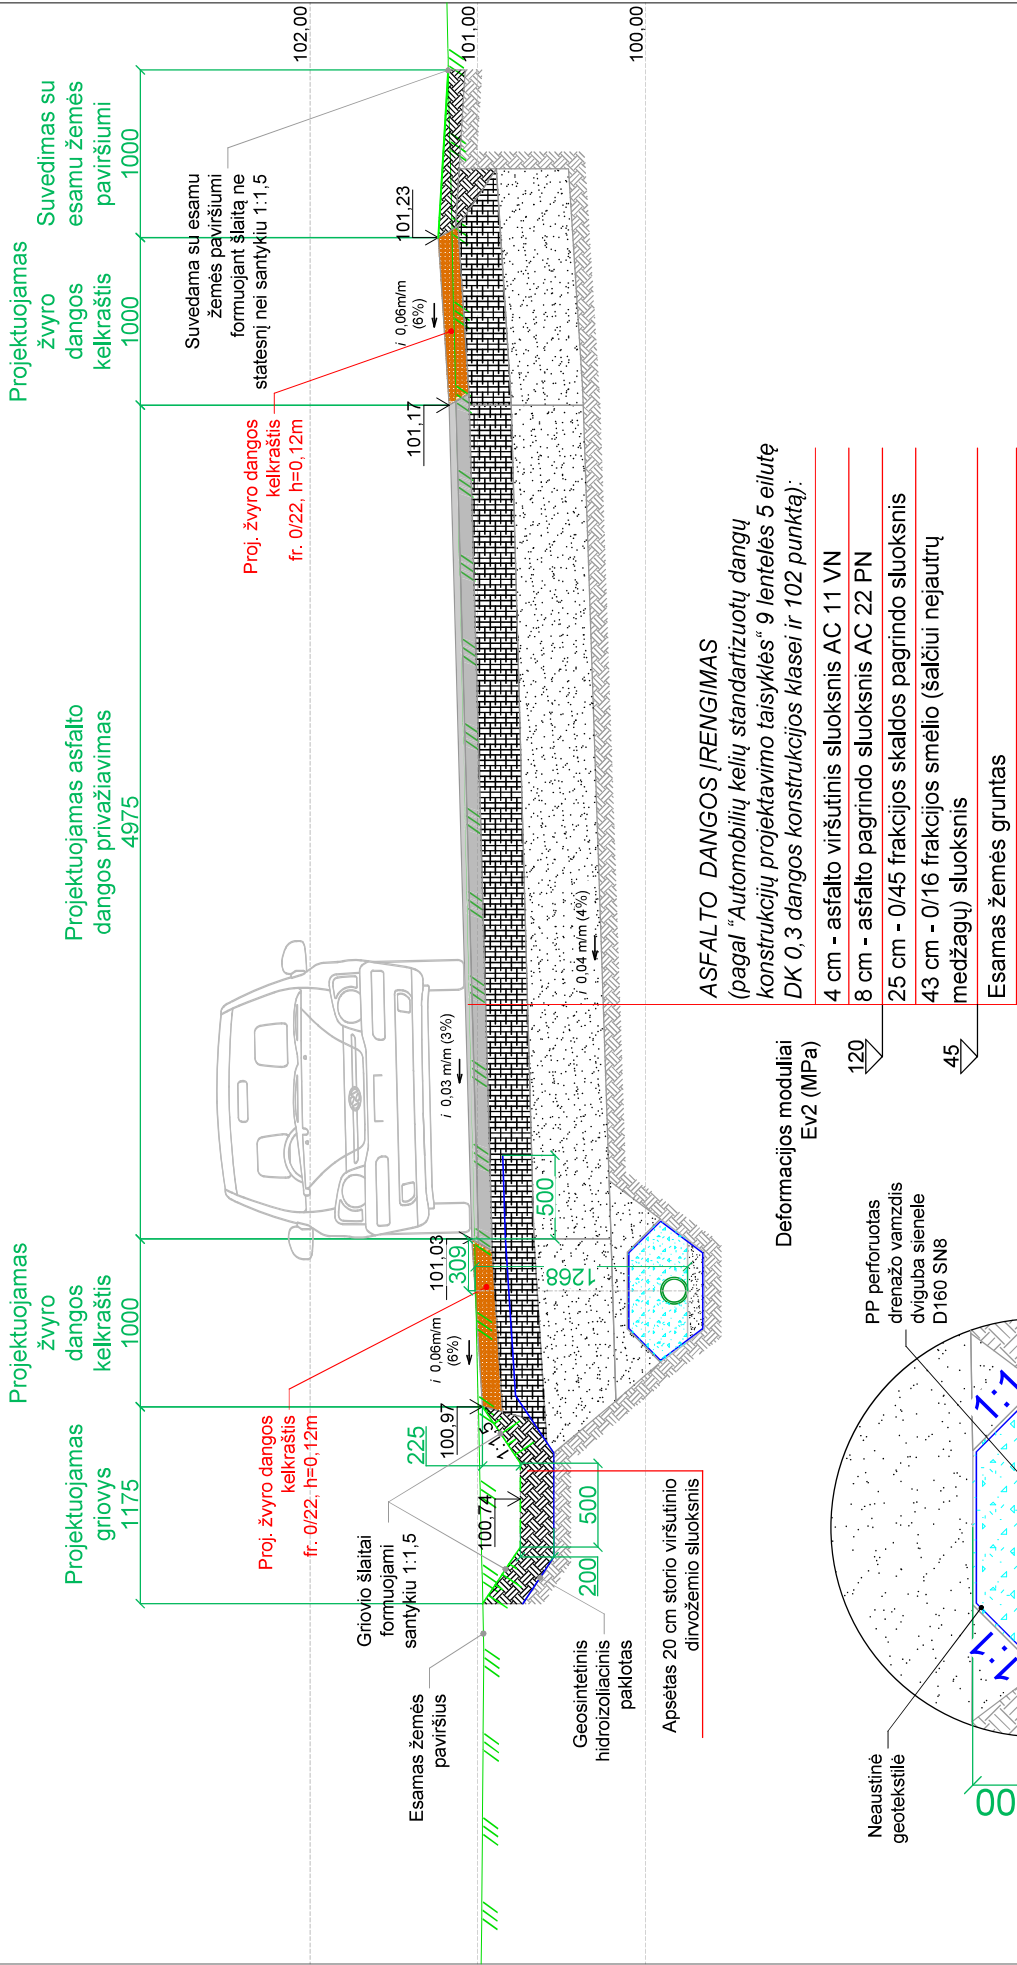 Projektuojamas
griovys
1175
Projektuojamas
žvyro
dangos
kelkraštis
1000
Projektuojamas asfalto
dangos privažiavimas
4975
Projektuojamas
žvyro
dangos
kelkraštis
1000
Suvedimas su
esamu žemės
paviršiumi
1000
102,00
101,00
100,00
Proj. žvyro dangos
kelkraštis
fr. 0/22, h=0,12m
Proj. žvyro dangos
kelkraštis
fr. 0/22, h=0,12m
Suvedama su esamu
žemės paviršiumi
formuojant šlaitą ne
statesnį nei santykiu 1:1,5
Griovio šlaitai
formuojami
santykiu 1:1,5
Esamas žemės
paviršius
225
100,97
1:1,5
100,74
500
200
i 0,06m/m
(6%)
101,03
309
1268
500
i 0,03 m/m (3%)
i 0,04 m/m (4%)
101,17
i 0,06m/m
(6%)
101,23
Geosintetinis
hidroizoliacinis
paklotas
Apsėtas 20 cm storio viršutinio
dirvožemio sluoksnis
ASFALTO DANGOS ĮRENGIMAS
(pagal "Automobilių kelių standartizuotų dangų
konstrukcijų projektavimo taisyklės" 9 lentelės 5 eilutę
DK 0,3 dangos konstrukcijos klasei ir 102 punktą):
4 cm - asfalto viršutinis sluoksnis AC 11 VN
8 cm - asfalto pagrindo sluoksnis AC 22 PN
25 cm - 0/45 frakcijos skaldos pagrindo sluoksnis
43 cm - 0/16 frakcijos smėlio (šalčiui nejautrų
medžagų) sluoksnis
Esamas žemės gruntas
Deformacijos moduliai
Ev2 (MPa)
120
45
PP perforuotas
drenažo vamzdis
dviguba sienele
D160 SN8
Neaustinė
geotekstilė
1:1
1:1
00